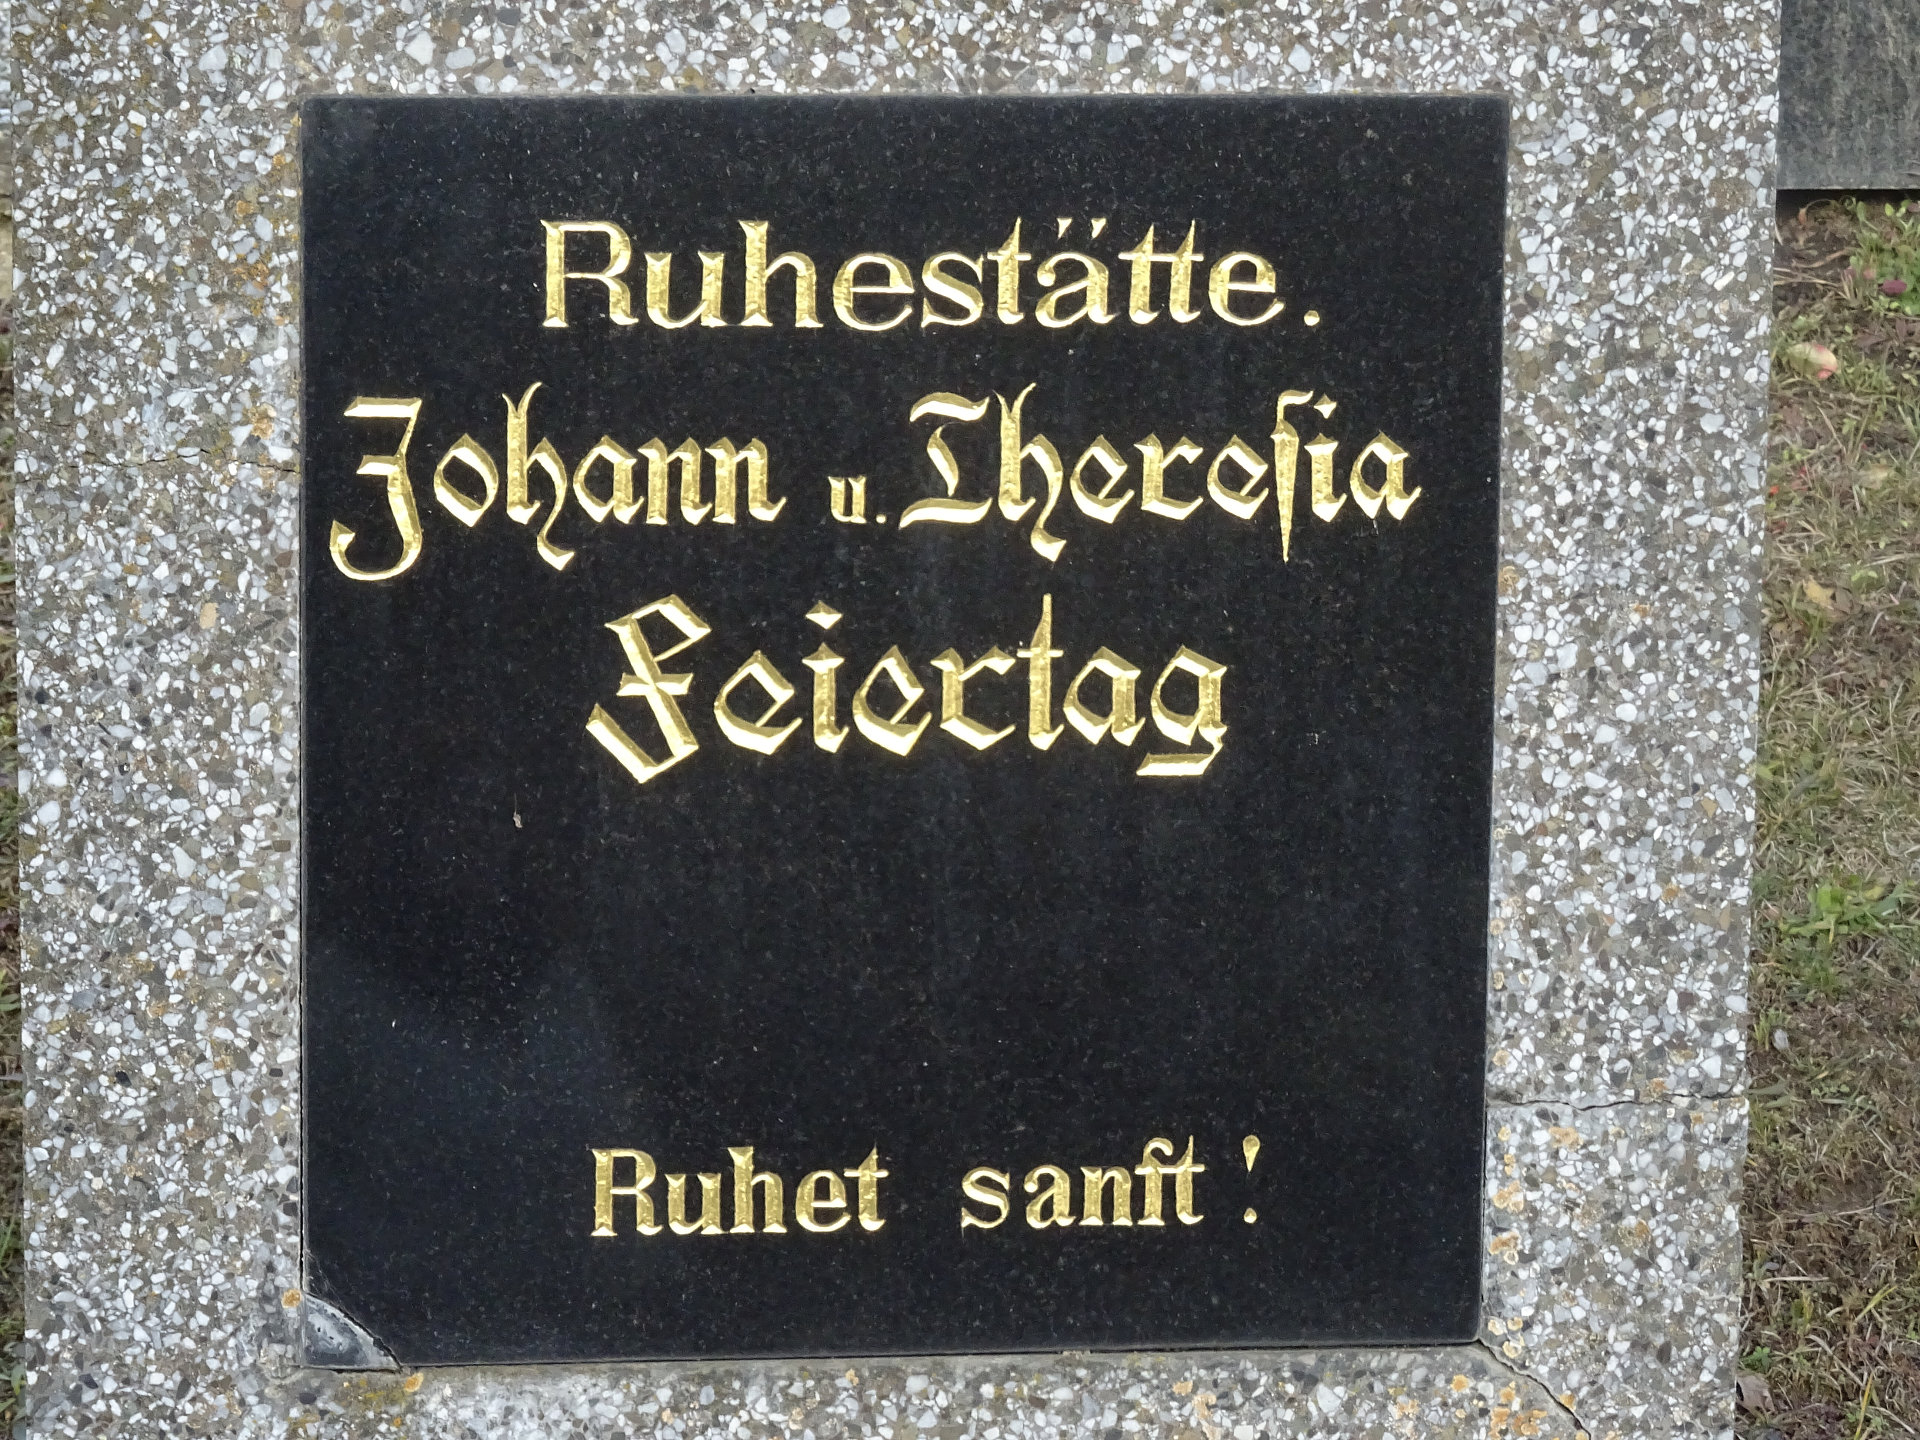 Ruhestätte.
Johann u. Thereſia
Feiertag
Ruhet sanft!